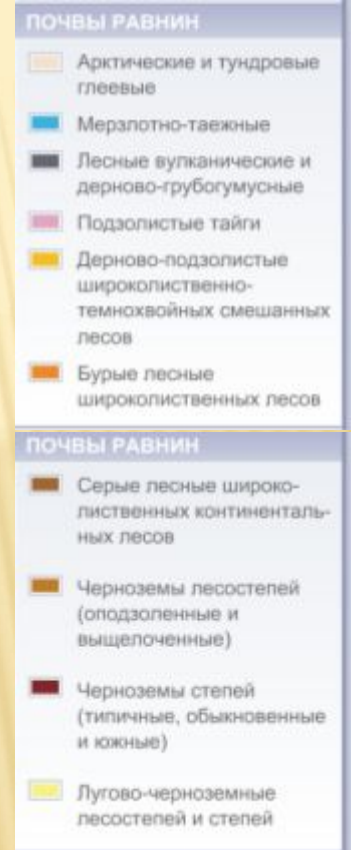 ПОЧВЫ РАВНИН
Арктические и тундровые
глеевые
Мерзлотно-таежные
Лесные вулканические и
дерново-грубогумусные
Подзолистые тайги
Дерново-подзолистые
широколиственно-
темнохвойных смешанных
лесов
Бурые лесные
широколиственных лесов
ПОЧВЫ РАВНИН
Серые лесные широко-
лиственных континенталь-
ных лесов
Черноземы лесостепей
(оподзоленные и
выщелоченные)
Черноземы степей
(типичные, обыкновенные
и южные)
Лугово-черноземные
лесостепей и степей